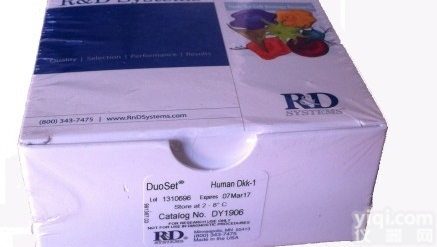 R&D Systems
Quality | Selection | Performance | Results
(800) 343-7475 | www.RnDSystems.com
R&D
SYSTEMS
DuoSet® Human Dkk-1
Lot 1310696 Expires 07Mar17
Store at 2 - 8° C
Catalog No. DY1906
FOR RESEARCH USE ONLY
NOT FOR USE IN DIAGNOSTIC PROCEDURES
R&D
SYSTEMS
Minneapolis, MN 55413
(800) 343-7475
Made in the USA
yiqi.com